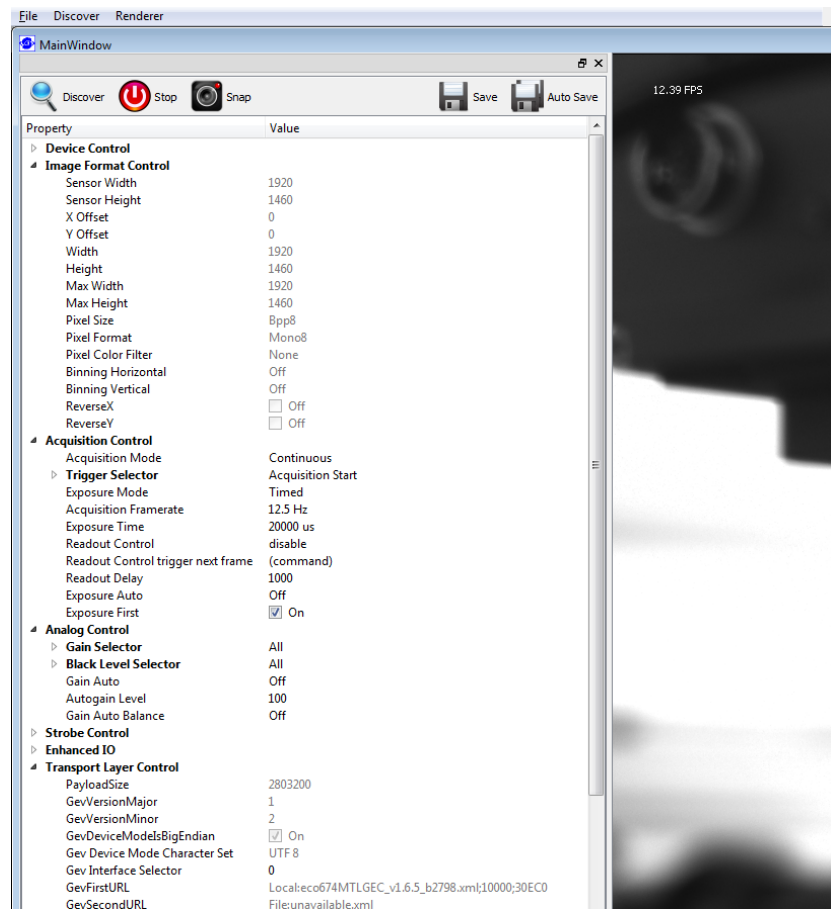 File Discover Renderer
MainWindow
Discover Stop Snap Save Auto Save
12.39 FPS
Property Value
Device Control
Image Format Control
Sensor Width 1920
Sensor Height 1460
X Offset 0
Y Offset 0
Width 1920
Height 1460
Max Width 1920
Max Height 1460
Pixel Size Bpp8
Pixel Format Mono8
Pixel Color Filter None
Binning Horizontal Off
Binning Vertical Off
ReverseX Off
ReverseY Off
Acquisition Control
Acquisition Mode Continuous
Trigger Selector Acquisition Start
Exposure Mode Timed
Acquisition Framerate 12.5 Hz
Exposure Time 20000 us
Readout Control disable
Readout Control trigger next frame (command)
Readout Delay 1000
Exposure Auto Off
Exposure First On
Analog Control
Gain Selector All
Black Level Selector All
Gain Auto Off
Autogain Level 100
Gain Auto Balance Off
Strobe Control
Enhanced IO
Transport Layer Control
PayloadSize 2803200
GevVersionMajor 1
GevVersionMinor 2
GevDeviceModeIsBigEndian On
Gev Device Mode Character Set UTF8
Gev Interface Selector 0
GevFirstURL Local:eco674MTLGEC_v1.6.5_b2798.xml;10000;30EC0
GevSecondURL File:unavailable.xml